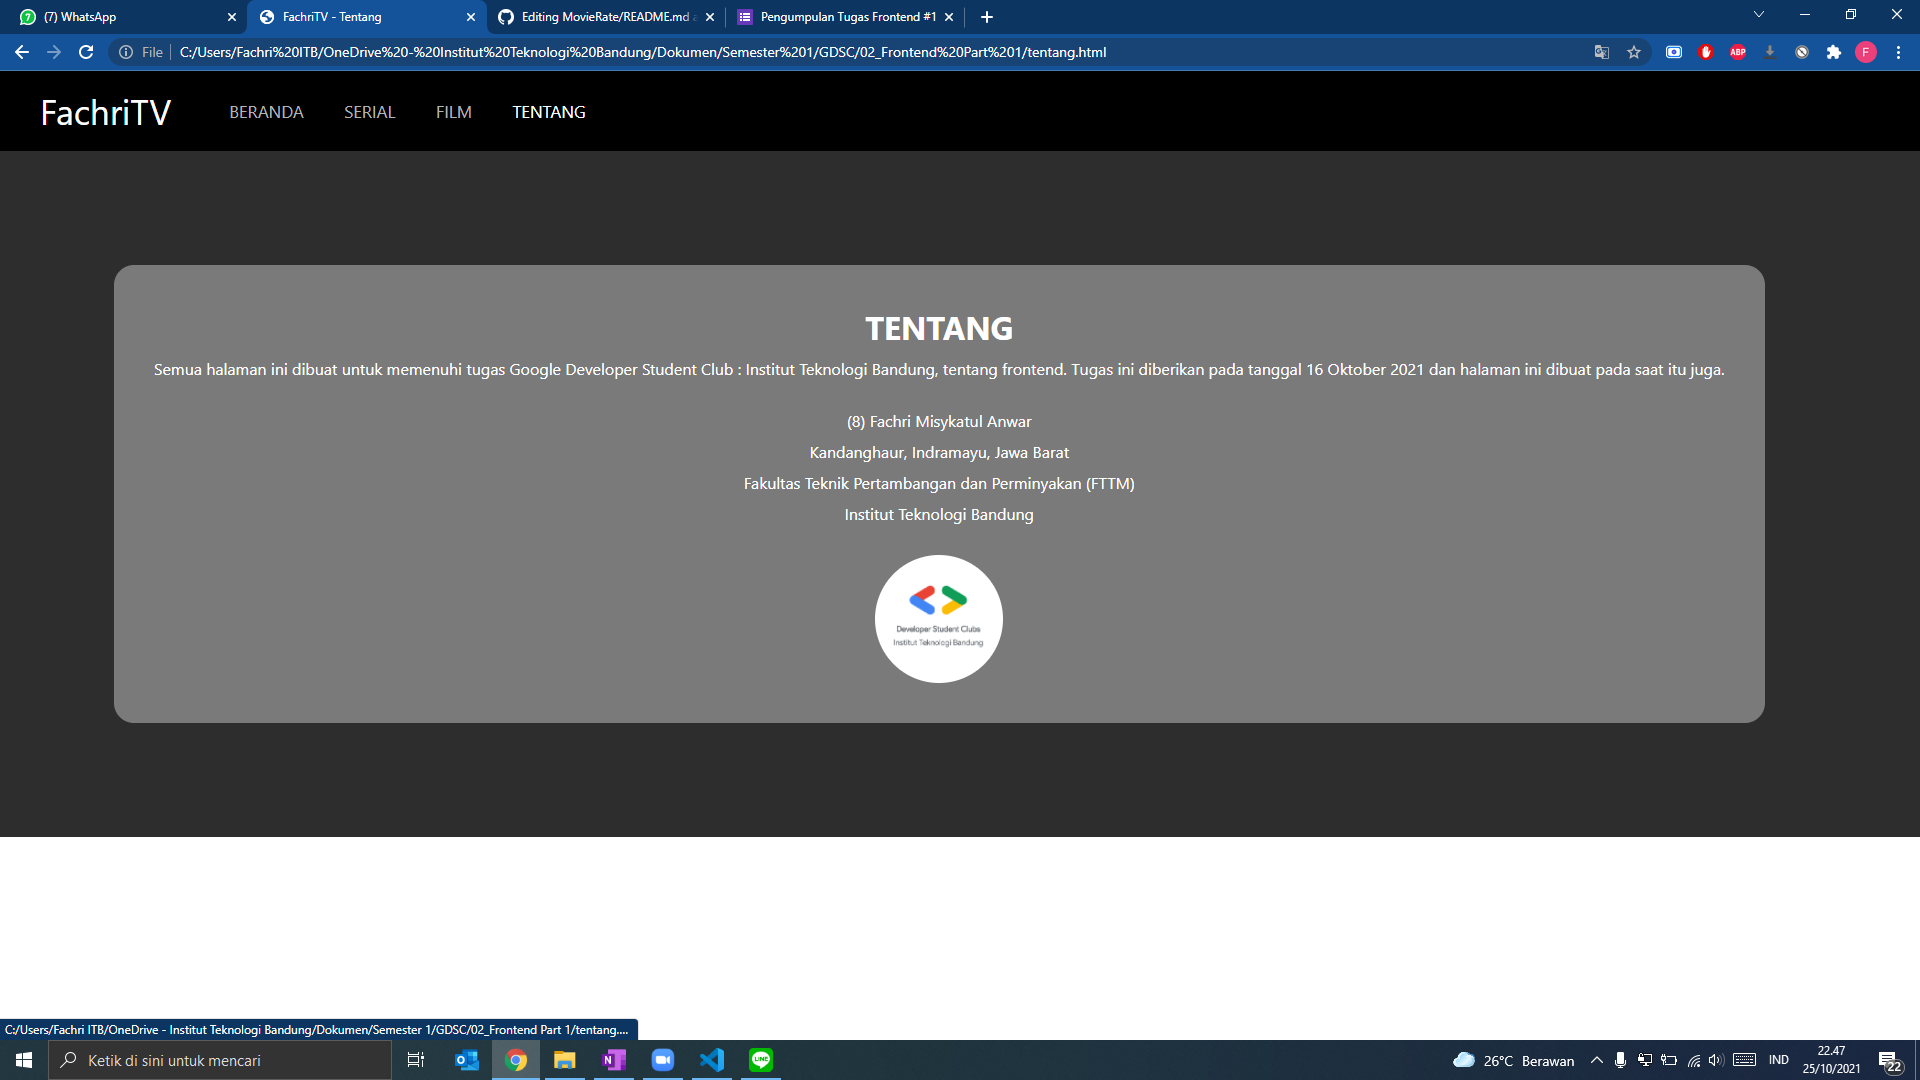 (7) WhatsApp
FachriTV - Tentang
Editing MovieRate/README.md
Pengumpulan Tugas Frontend #1
File
C:/Users/Fachri%20ITB/OneDrive%20-%20Institut%20Teknologi%20Bandung/Dokumen/Semester%201/GDSC/02_Frontend%20Part%201/tentang.html
ABP
F
FachriTV BERANDA SERIAL FILM TENTANG
TENTANG
Semua halaman ini dibuat untuk memenuhi tugas Google Developer Student Club : Institut Teknologi Bandung, tentang frontend. Tugas ini diberikan pada tanggal 16 Oktober 2021 dan halaman ini dibuat pada saat itu juga.
(8) Fachri Misykatul Anwar
Kandanghaur, Indramayu, Jawa Barat
Fakultas Teknik Pertambangan dan Perminyakan (FTTM)
Institut Teknologi Bandung
Developer Student Clubs
Institut Teknologi Bandung
C:/Users/Fachri ITB/OneDrive - Institut Teknologi Bandung/Dokumen/Semester 1/GDSC/02_Frontend Part 1/tentang....
Ketik di sini untuk mencari
26°C Berawan
IND
22.47
25/10/2021
22